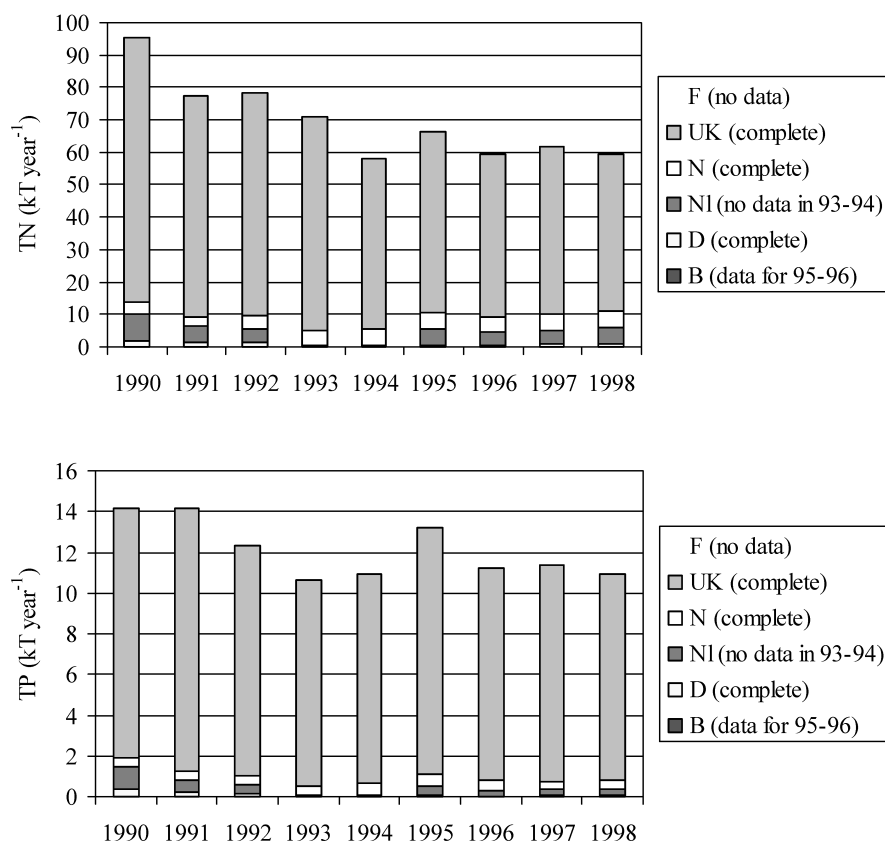 100
90
80
70
60
50
40
30
20
10
0
TN (kT year-1)
1990 1991 1992 1993 1994 1995 1996 1997 1998
F (no data)
UK (complete)
N (complete)
Nl (no data in 93-94)
D (complete)
B (data for 95-96)
16
14
12
10
8
6
4
2
0
TP (kT year-1)
1990 1991 1992 1993 1994 1995 1996 1997 1998
F (no data)
UK (complete)
N (complete)
Nl (no data in 93-94)
D (complete)
B (data for 95-96)